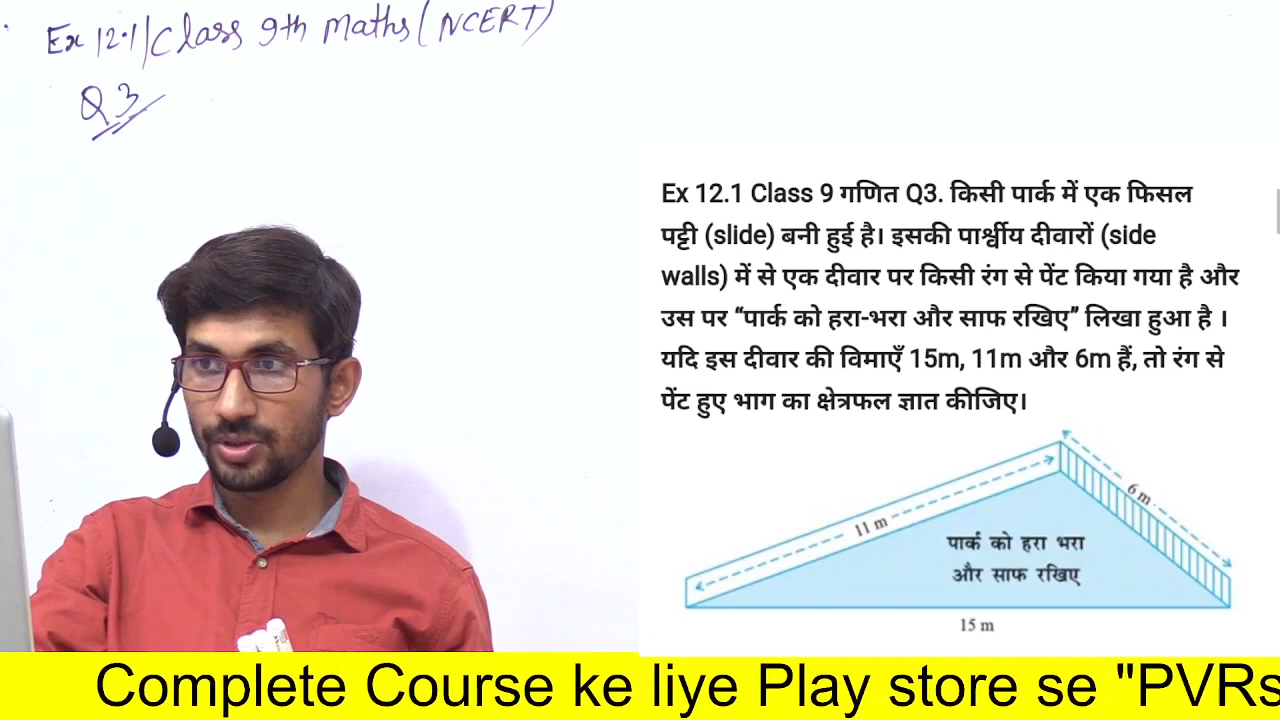 Ex 12.1/Class 9th Maths (NCERT)
Q 3
Ex 12.1 Class 9 गणित Q3. किसी पार्क में एक फिसल
पट्टी (slide) बनी हुई है। इसकी पार्श्वीय दीवारों (side
walls) में से एक दीवार पर किसी रंग से पेंट किया गया है और
उस पर “पार्क को हरा-भरा और साफ रखिए” लिखा हुआ है ।
यदि इस दीवार की विमाएँ 15m, 11m और 6m हैं, तो रंग से
पेंट हुए भाग का क्षेत्रफल ज्ञात कीजिए।
6 m
11 m
पार्क को हरा भरा
और साफ रखिए
15 m
Complete Course ke liye Play store se "PVRs